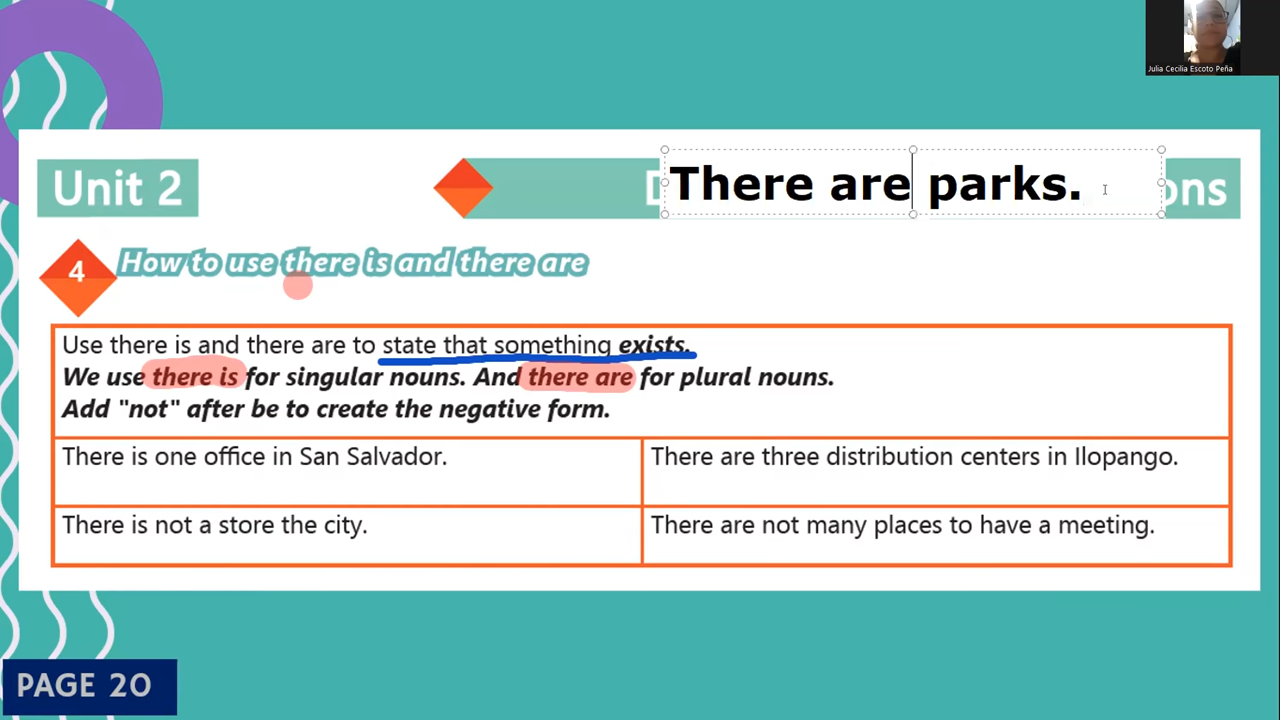 Julia Cecilia Escoto Peña
Unit 2
There are parks.
ons
4
How to use there is and there are
Use there is and there are to state that something exists.
We use there is for singular nouns. And there are for plural nouns.
Add "not" after be to create the negative form.
There is one office in San Salvador.
There are three distribution centers in Ilopango.
There is not a store the city.
There are not many places to have a meeting.
PAGE 20